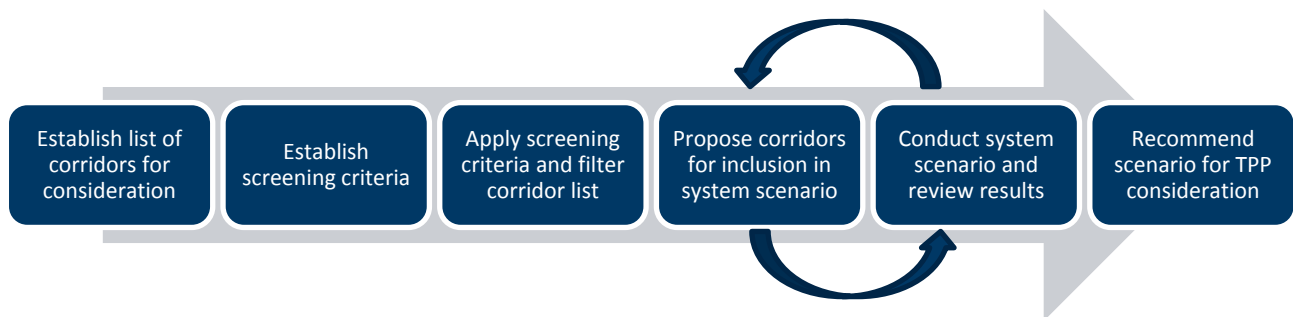 Establish list of
corridors for
consideration
Establish
screening criteria
Apply screening
criteria and filter
corridor list
Propose corridors
for inclusion in
system scenario
Conduct system
scenario and
review results
Recommend
scenario for TPP
consideration